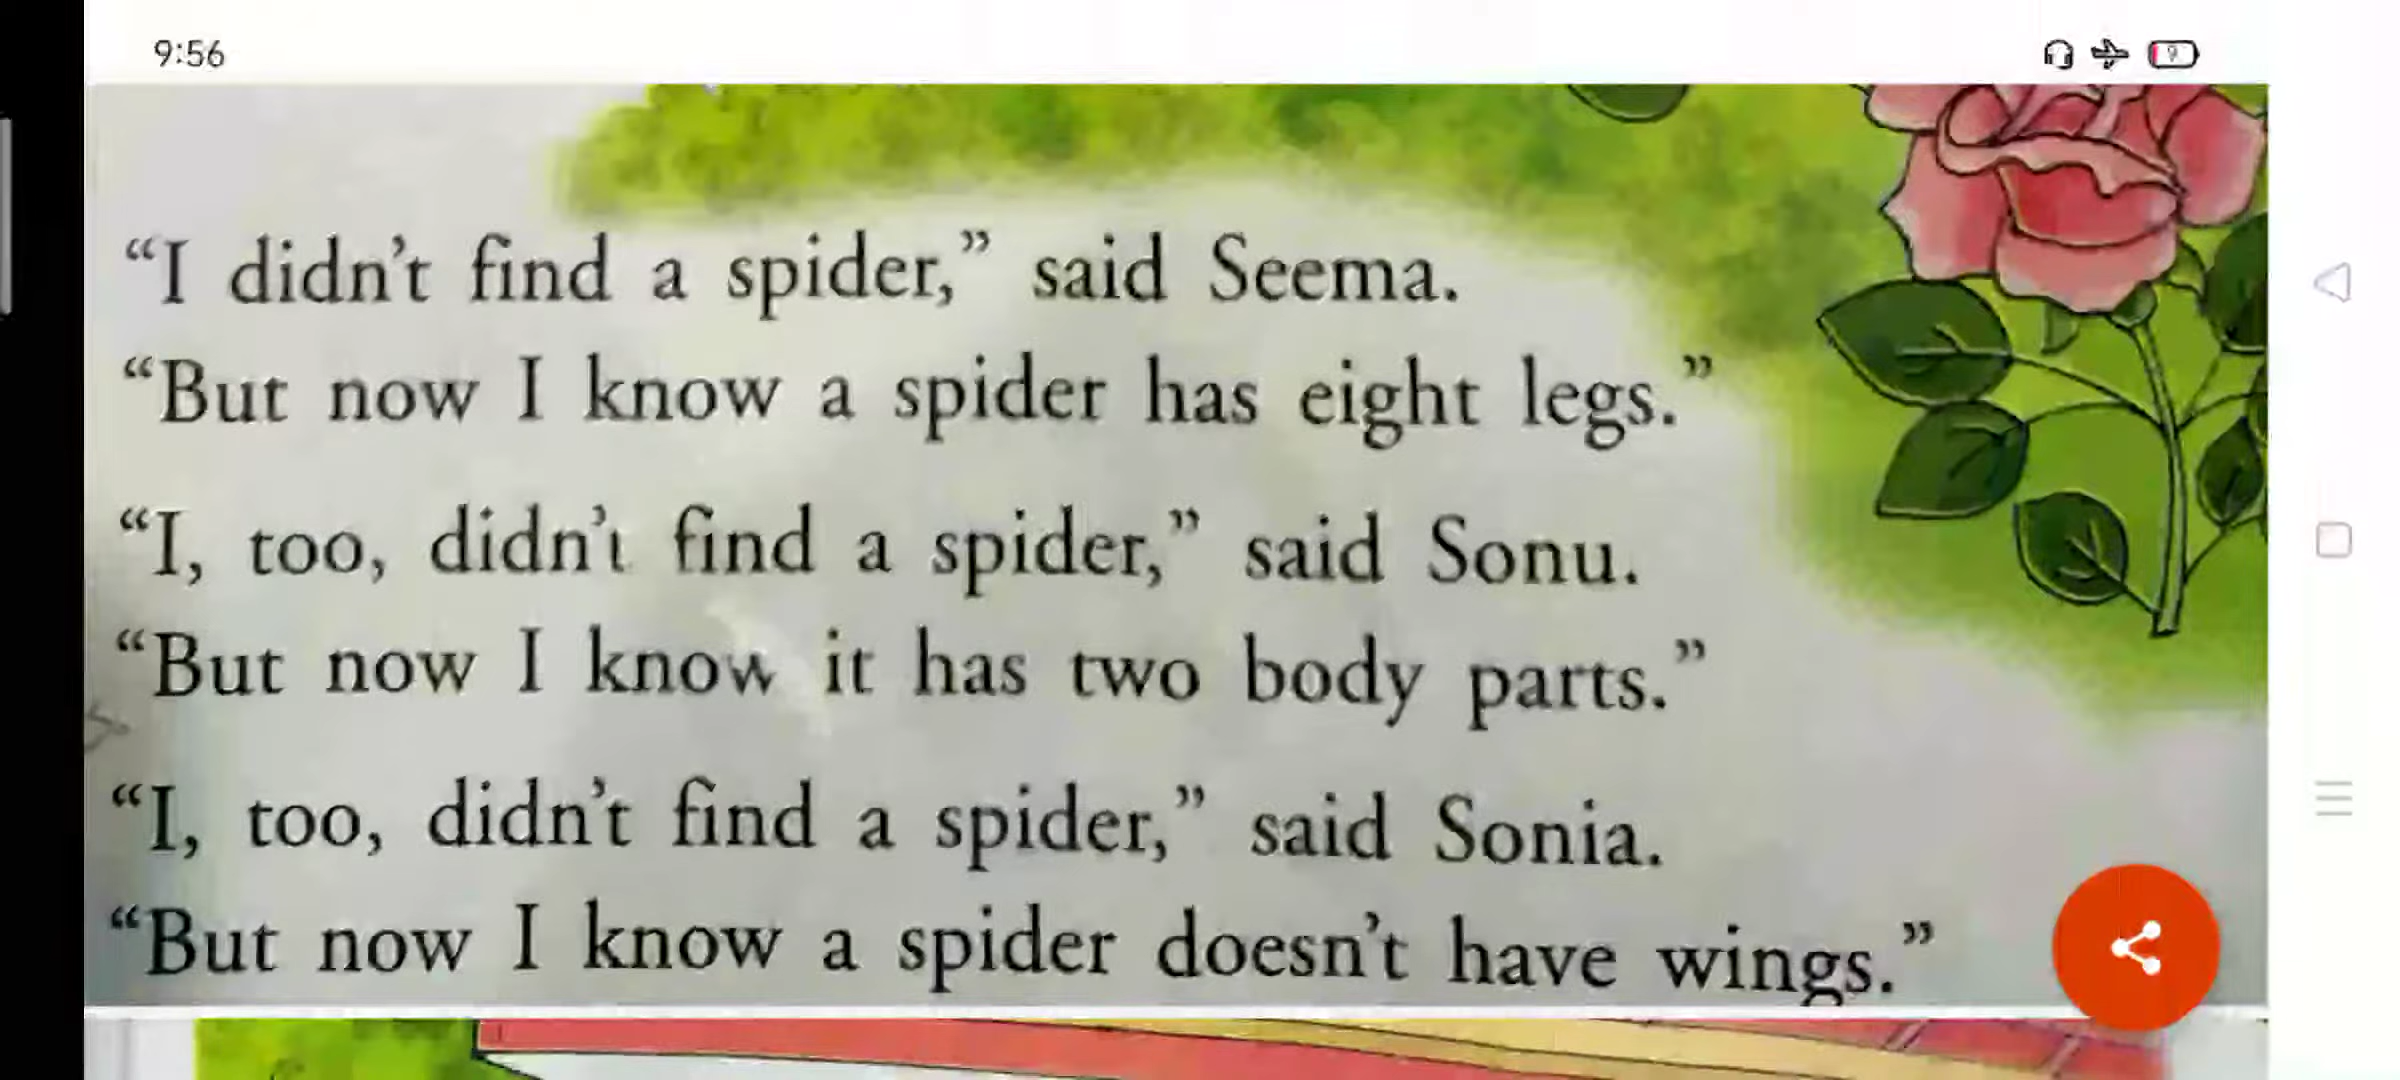 9:56
9
“I didn’t find a spider,” said Seema.
“But now I know a spider has eight legs.”
“I, too, didn’t find a spider,” said Sonu.
“But now I know it has two body parts.”
“I, too, didn’t find a spider,” said Sonia.
“But now I know a spider doesn’t have wings.”